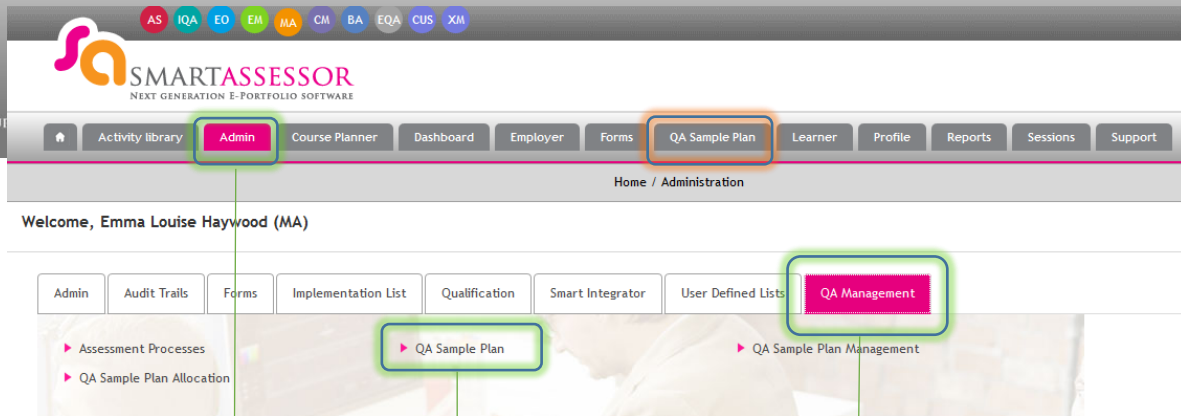 AS IQA EO EM MA CM BA EQA CUS XM
SMARTASSESSOR
NEXT GENERATION E-PORTFOLIO SOFTWARE
Activity library Admin Course Planner Dashboard Employer Forms QA Sample Plan Learner Profile Reports Sessions Support
Home / Administration
Welcome, Emma Louise Haywood (MA)
Admin Audit Trails Forms Implementation List Qualification Smart Integrator User Defined Lists QA Management
Assessment Processes QA Sample Plan QA Sample Plan Management
QA Sample Plan Allocation